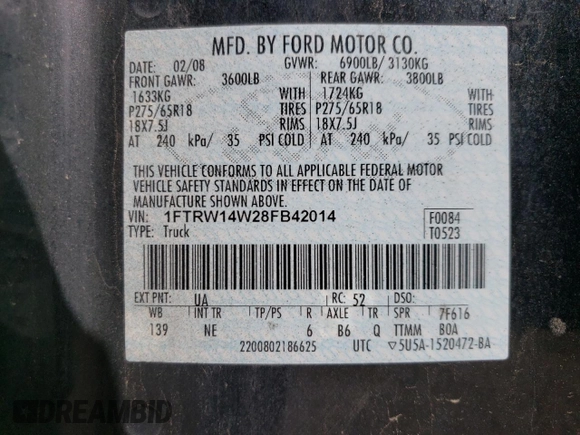 MFD. BY FORD MOTOR CO.
DATE: 02/08 GVWR: 6900LB/ 3130KG
FRONT GAWR: 3600LB REAR GAWR: 3800LB
1633KG WITH 1724KG WITH
P275/65R18 TIRES P275/65R18 TIRES
18X7.5J RIMS 18X7.5J RIMS
AT 240 kPa/ 35 PSI COLD AT 240 kPa/ 35 PSI COLD
THIS VEHICLE CONFORMS TO ALL APPLICABLE FEDERAL MOTOR
VEHICLE SAFETY STANDARDS IN EFFECT ON THE DATE OF
MANUFACTURE SHOWN ABOVE.
VIN: 1FTRW14W28FB42014 F0084
TYPE: Truck T0523
EXT PNT: UA RC: 52 DSO:
WB INT TR TP/PS R AXLE TR SPR 7F616
139 NE 6 B6 Q TTMM BOA
2200802186625 UTC ▽5U5A-1520472-BA
DREAMBID